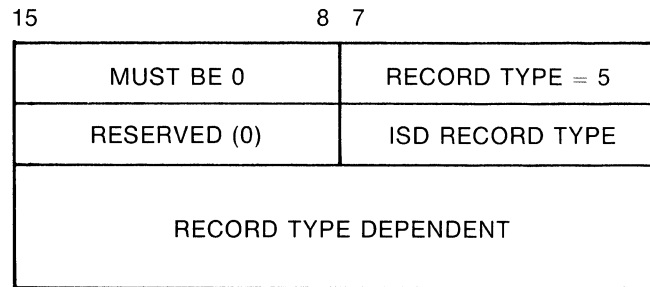 15 8 7
MUST BE 0 RECORD TYPE = 5
RESERVED (0) ISD RECORD TYPE
RECORD TYPE DEPENDENT